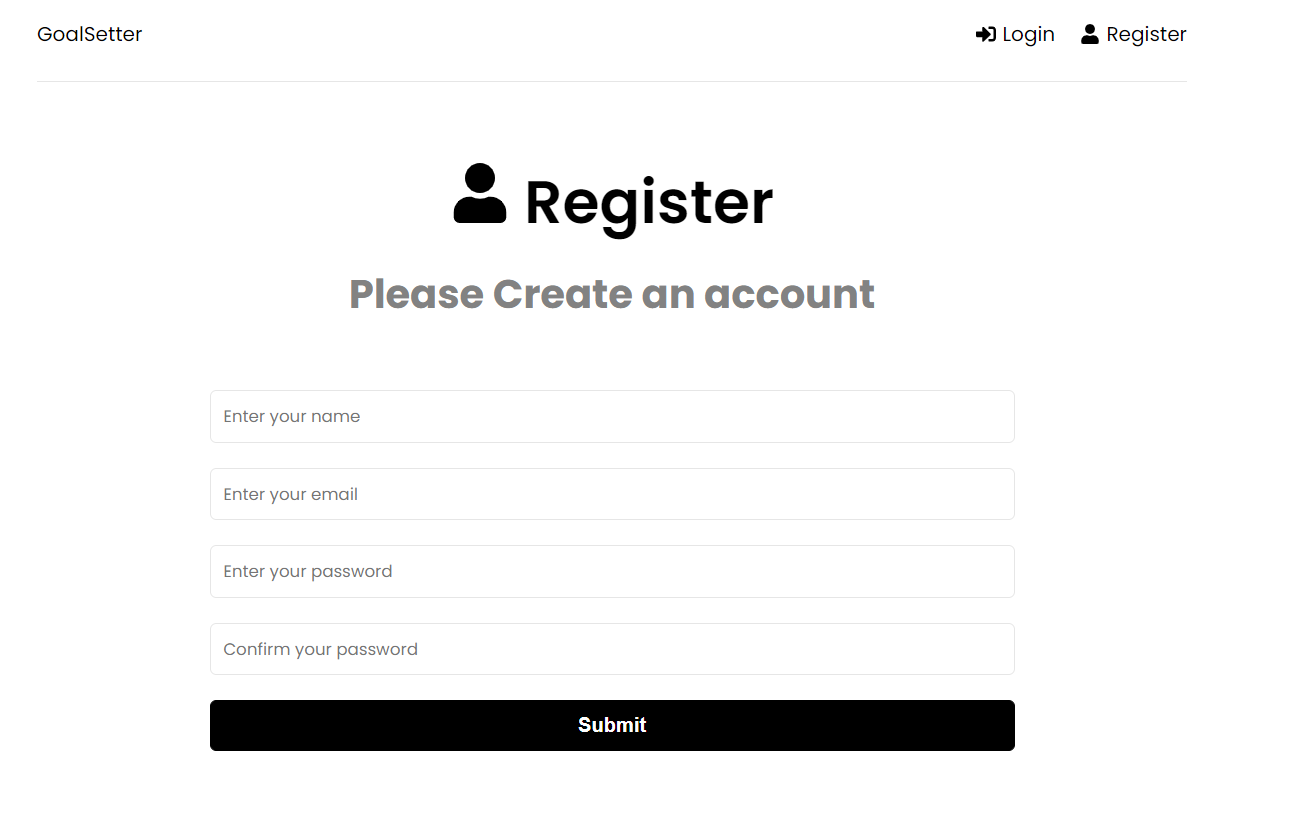 GoalSetter Login Register
Register
Please Create an account
Enter your name
Enter your email
Enter your password
Confirm your password
Submit